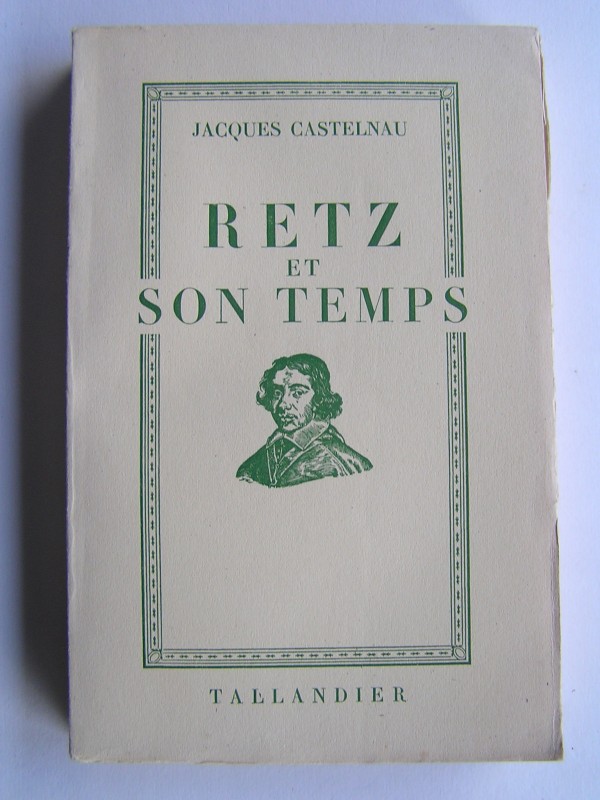 JACQUES CASTELNAU
RETZ
ET
SON TEMPS
TALLANDIER